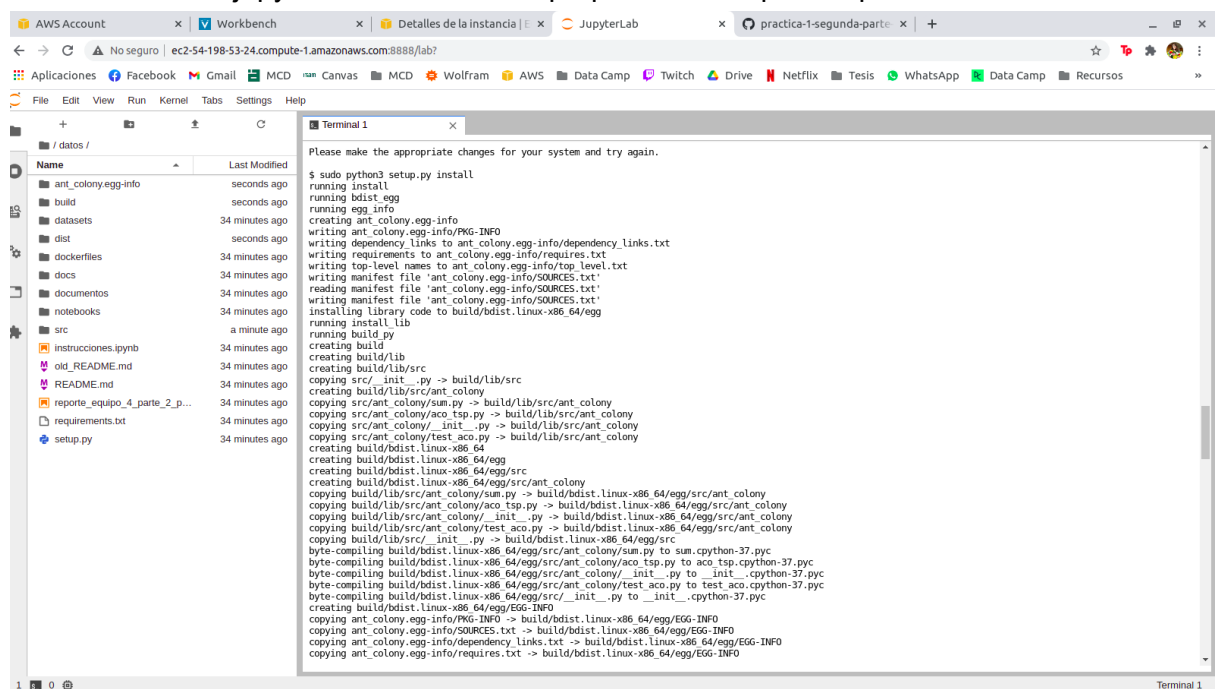 AWS Account
Workbench
Detalles de la instancia | E
JupyterLab
practica-1-segunda-parte-
No seguro | ec2-54-198-53-24.compute-1.amazonaws.com:8888/lab?
Aplicaciones Facebook Gmail MCD Canvas MCD Wolfram AWS Data Camp Twitch Drive Netflix Tesis WhatsApp Data Camp Recursos »
File Edit View Run Kernel Tabs Settings Help
/ datos /
Name Last Modified
ant_colony.egg-info seconds ago
build seconds ago
datasets 34 minutes ago
dist seconds ago
dockerfiles 34 minutes ago
docs 34 minutes ago
documentos 34 minutes ago
notebooks 34 minutes ago
src a minute ago
instrucciones.ipynb 34 minutes ago
old_README.md 34 minutes ago
README.md 34 minutes ago
reporte_equipo_4_parte_2_p... 34 minutes ago
requirements.txt 34 minutes ago
setup.py 34 minutes ago
Terminal 1
Please make the appropriate changes for your system and try again.
$ sudo python3 setup.py install
running install
running bdist_egg
running egg_info
creating ant_colony.egg-info
writing ant_colony.egg-info/PKG-INFO
writing dependency_links to ant_colony.egg-info/dependency_links.txt
writing requirements to ant_colony.egg-info/requires.txt
writing top-level names to ant_colony.egg-info/top_level.txt
writing manifest file 'ant_colony.egg-info/SOURCES.txt'
reading manifest file 'ant_colony.egg-info/SOURCES.txt'
writing manifest file 'ant_colony.egg-info/SOURCES.txt'
installing library code to build/bdist.linux-x86_64/egg
running install_lib
running build_py
creating build
creating build/lib
creating build/lib/src
copying src/__init__.py -> build/lib/src
creating build/lib/src/ant_colony
copying src/ant_colony/sum.py -> build/lib/src/ant_colony
copying src/ant_colony/aco_tsp.py -> build/lib/src/ant_colony
copying src/ant_colony/__init__.py -> build/lib/src/ant_colony
copying src/ant_colony/test_aco.py -> build/lib/src/ant_colony
creating build/bdist.linux-x86_64
creating build/bdist.linux-x86_64/egg
creating build/bdist.linux-x86_64/egg/src
creating build/bdist.linux-x86_64/egg/src/ant_colony
copying build/lib/src/ant_colony/sum.py -> build/bdist.linux-x86_64/egg/src/ant_colony
copying build/lib/src/ant_colony/aco_tsp.py -> build/bdist.linux-x86_64/egg/src/ant_colony
copying build/lib/src/ant_colony/__init__.py -> build/bdist.linux-x86_64/egg/src/ant_colony
copying build/lib/src/ant_colony/test_aco.py -> build/bdist.linux-x86_64/egg/src/ant_colony
copying build/lib/src/__init__.py -> build/bdist.linux-x86_64/egg/src
byte-compiling build/bdist.linux-x86_64/egg/src/ant_colony/sum.py to sum.cpython-37.pyc
byte-compiling build/bdist.linux-x86_64/egg/src/ant_colony/aco_tsp.py to aco_tsp.cpython-37.pyc
byte-compiling build/bdist.linux-x86_64/egg/src/ant_colony/__init__.py to __init__.cpython-37.pyc
byte-compiling build/bdist.linux-x86_64/egg/src/ant_colony/test_aco.py to test_aco.cpython-37.pyc
byte-compiling build/bdist.linux-x86_64/egg/src/__init__.py to __init__.cpython-37.pyc
creating build/bdist.linux-x86_64/egg/EGG-INFO
copying ant_colony.egg-info/PKG-INFO -> build/bdist.linux-x86_64/egg/EGG-INFO
copying ant_colony.egg-info/SOURCES.txt -> build/bdist.linux-x86_64/egg/EGG-INFO
copying ant_colony.egg-info/dependency_links.txt -> build/bdist.linux-x86_64/egg/EGG-INFO
copying ant_colony.egg-info/requires.txt -> build/bdist.linux-x86_64/egg/EGG-INFO
1 0 Terminal 1